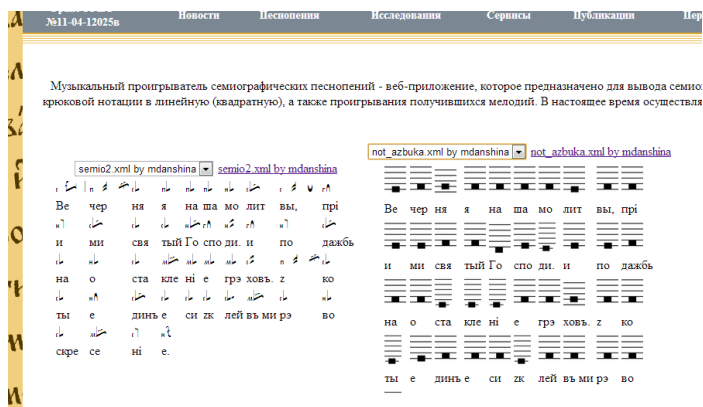 №11-04-12025в
Новости Песнопения Исследования Сервисы Публикации
Музыкальный проигрыватель семиографических песнопений - веб-приложение, которое предназначено для вывода
крюковой нотации в линейную (квадратную), а также проигрывания получившихся мелодий. В настоящее время
semio2.xml by mdanshina semio2.xml by mdanshina
Ве чер ня я на ша мо лит вы, прі
и ми свя тый Го спо ди. и по дажбь
на о ста кле ні е грэ ховъ. z ко
ты е динъ е си zк лей въ ми рэ во
скре се ні е.
not_azbuka.xml by mdanshina not_azbuka.xml by mdanshina
Ве чер ня я на ша мо лит вы, прі
и ми свя тый Го спо ди. и по дажбь
на о ста кле ні е грэ ховъ. z ко
ты е динъ е си zк лей въ ми рэ во